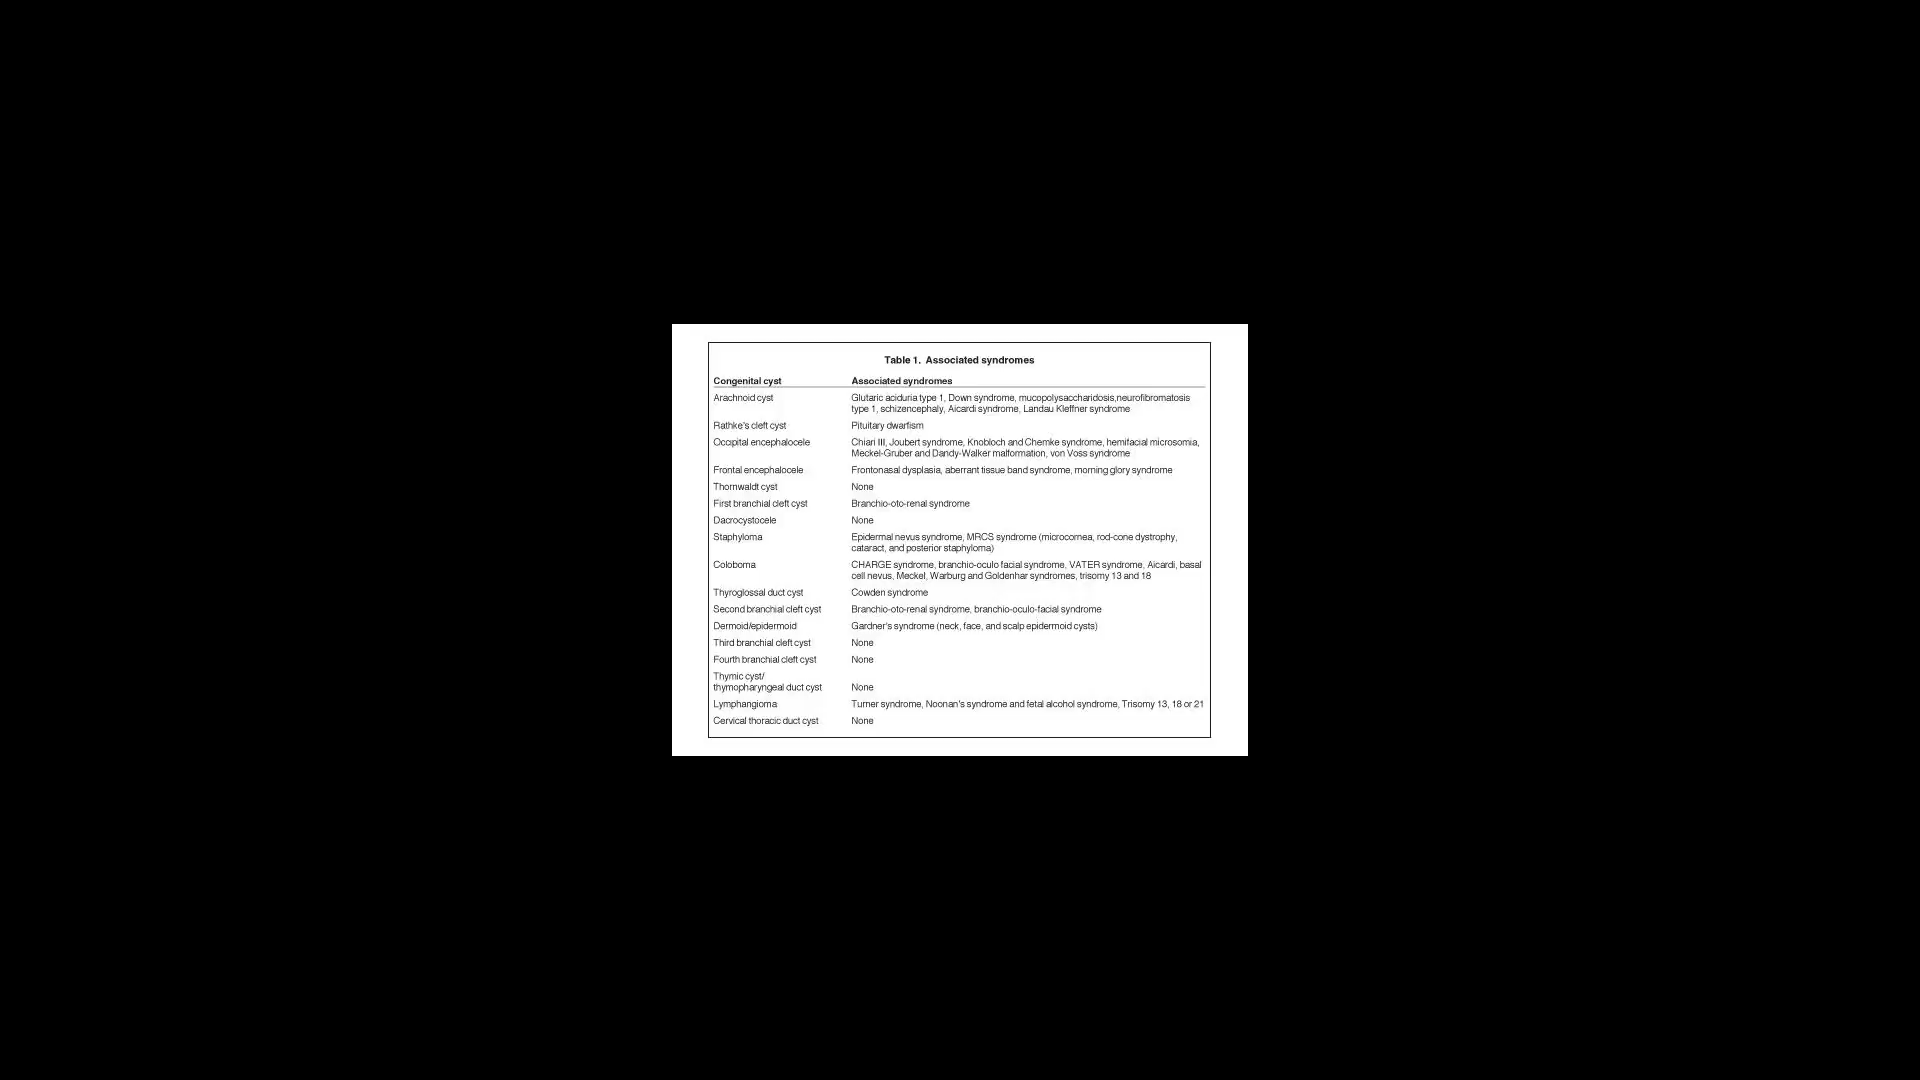 Table 1. Associated syndromes
Congenital cyst Associated syndromes
Arachnoid cyst Glutaric aciduria type 1, Down syndrome, mucopolysaccharidosis,neurofibromatosis
type 1, schizencephaly, Aicardi syndrome, Landau Kleffner syndrome
Rathke's cleft cyst Pituitary dwarfism
Occipital encephalocele Chiari III, Joubert syndrome, Knobloch and Chemke syndrome, hemifacial microsomia,
Meckel-Gruber and Dandy-Walker malformation, von Voss syndrome
Frontal encephalocele Frontonasal dysplasia, aberrant tissue band syndrome, morning glory syndrome
Thornwaldt cyst None
First branchial cleft cyst Branchio-oto-renal syndrome
Dacrocystocele None
Staphyloma Epidermal nevus syndrome, MRCS syndrome (microcornea, rod-cone dystrophy,
cataract, and posterior staphyloma)
Coloboma CHARGE syndrome, branchio-oculo facial syndrome, VATER syndrome, Aicardi, basal
cell nevus, Meckel, Warburg and Goldenhar syndromes, trisomy 13 and 18
Thyroglossal duct cyst Cowden syndrome
Second branchial cleft cyst Branchio-oto-renal syndrome, branchio-oculo-facial syndrome
Dermoid/epidermoid Gardner's syndrome (neck, face, and scalp epidermoid cysts)
Third branchial cleft cyst None
Fourth branchial cleft cyst None
Thymic cyst/
thymopharyngeal duct cyst None
Lymphangioma Turner syndrome, Noonan's syndrome and fetal alcohol syndrome, Trisomy 13, 18 or 21
Cervical thoracic duct cyst None